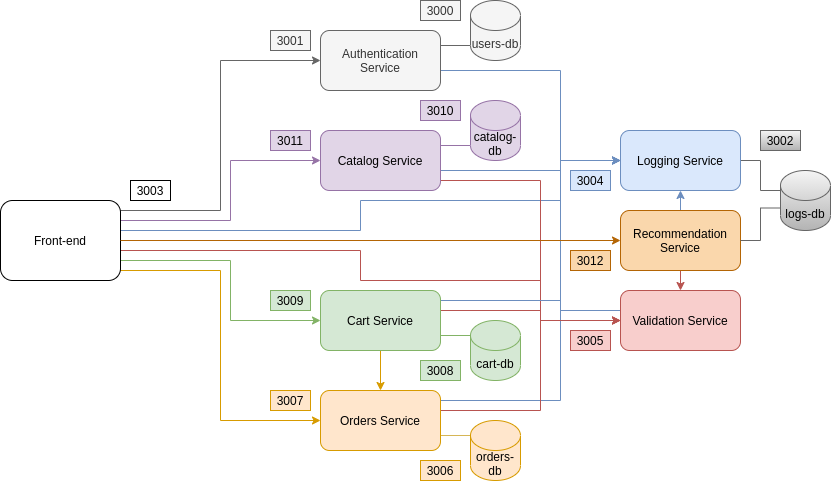 3000
users-db
3001
Authentication
Service
3010
catalog-
db
3011
Catalog Service
Logging Service
3002
3004
logs-db
3003
Front-end
Recommendation
Service
3012
3009
Cart Service
Validation Service
3005
cart-db
3008
3007
Orders Service
orders-
db
3006